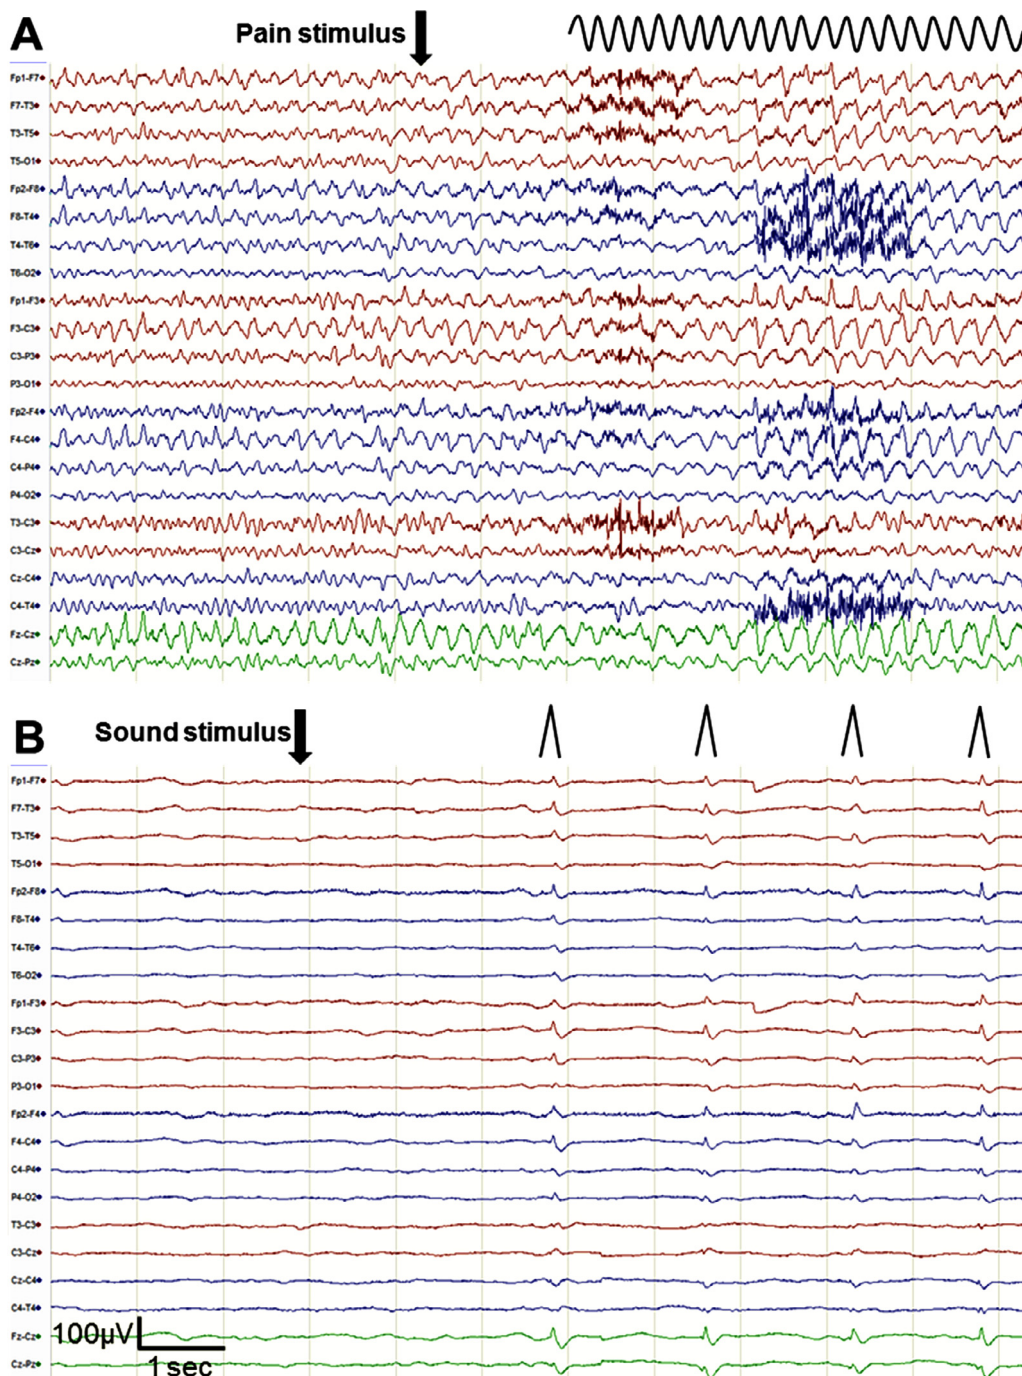 A
Pain stimulus
Fp1-F7
F7-T3
T3-T5
T5-O1
Fp2-F8
F8-T4
T4-T6
T6-O2
Fp1-F3
F3-C3
C3-P3
P3-O1
Fp2-F4
F4-C4
C4-P4
P4-O2
T3-C3
C3-Cz
Cz-C4
C4-T4
Fz-Cz
Cz-Pz
B
Sound stimulus
Fp1-F7
F7-T3
T3-T5
T5-O1
Fp2-F8
F8-T4
T4-T6
T6-O2
Fp1-F3
F3-C3
C3-P3
P3-O1
Fp2-F4
F4-C4
C4-P4
P4-O2
T3-C3
C3-Cz
Cz-C4
C4-T4
Fz-Cz
100μV
Cz-Pz
1 sec